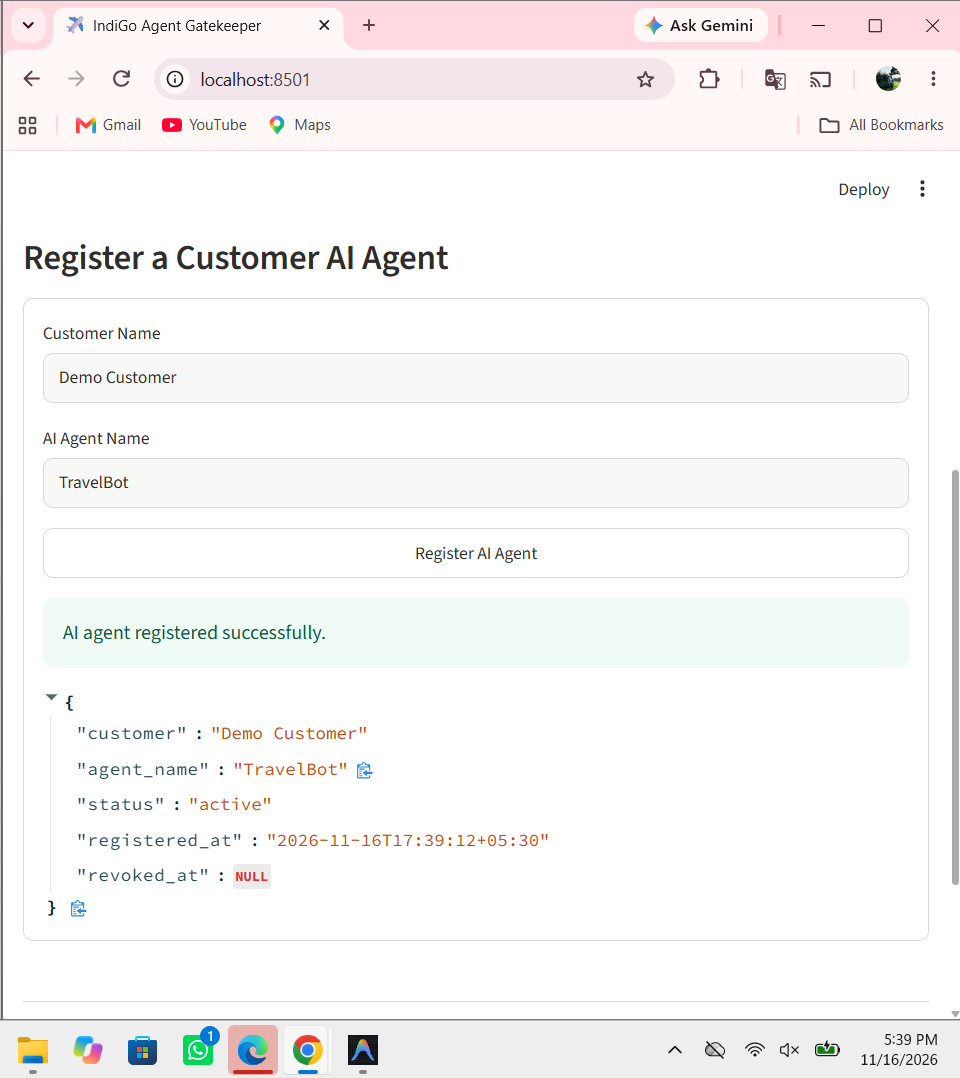 IndiGo Agent Gatekeeper
Ask Gemini
localhost:8501
Gmail
YouTube
Maps
All Bookmarks
Deploy
Register a Customer AI Agent
Customer Name
Demo Customer
AI Agent Name
TravelBot
Register AI Agent
AI agent registered successfully.
{
"customer" : "Demo Customer"
"agent_name" : "TravelBot"
"status" : "active"
"registered_at" : "2026-11-16T17:39:12+05:30"
"revoked_at" : NULL
}
1
5:39 PM
11/16/2026